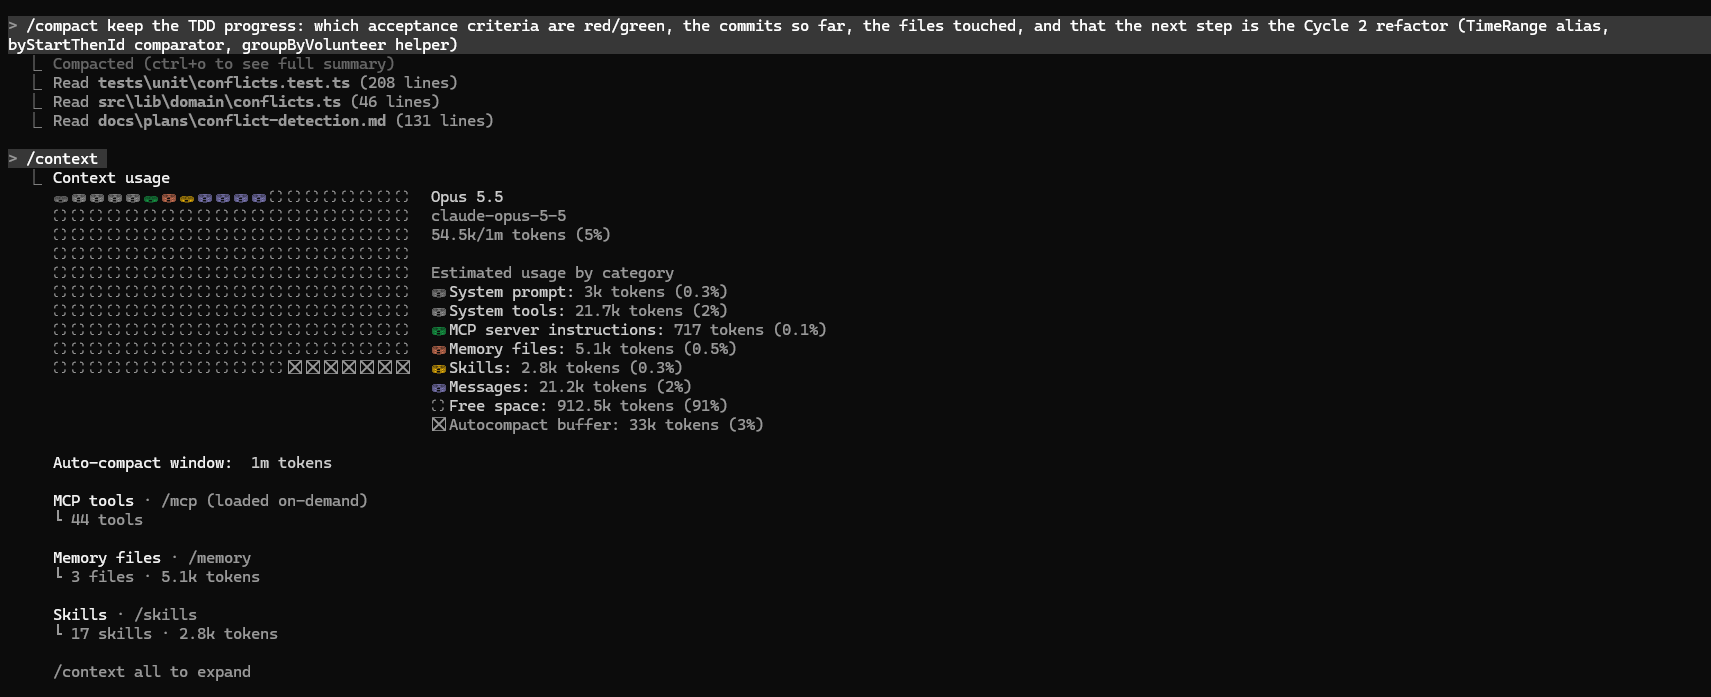 > /compact keep the TDD progress: which acceptance criteria are red/green, the commits so far, the files touched, and that the next step is the Cycle 2 refactor (TimeRange alias,
byStartThenId comparator, groupByVolunteer helper)
Compacted (ctrl+o to see full summary)
Read tests\unit\conflicts.test.ts (208 lines)
Read src\lib\domain\conflicts.ts (46 lines)
Read docs\plans\conflict-detection.md (131 lines)
> /context
Context usage
Opus 5.5
claude-opus-5-5
54.5k/1m tokens (5%)
Estimated usage by category
System prompt: 3k tokens (0.3%)
System tools: 21.7k tokens (2%)
MCP server instructions: 717 tokens (0.1%)
Memory files: 5.1k tokens (0.5%)
Skills: 2.8k tokens (0.3%)
Messages: 21.2k tokens (2%)
Free space: 912.5k tokens (91%)
Autocompact buffer: 33k tokens (3%)
Auto-compact window: 1m tokens
MCP tools · /mcp (loaded on-demand)
└ 44 tools
Memory files · /memory
└ 3 files · 5.1k tokens
Skills · /skills
└ 17 skills · 2.8k tokens
/context all to expand